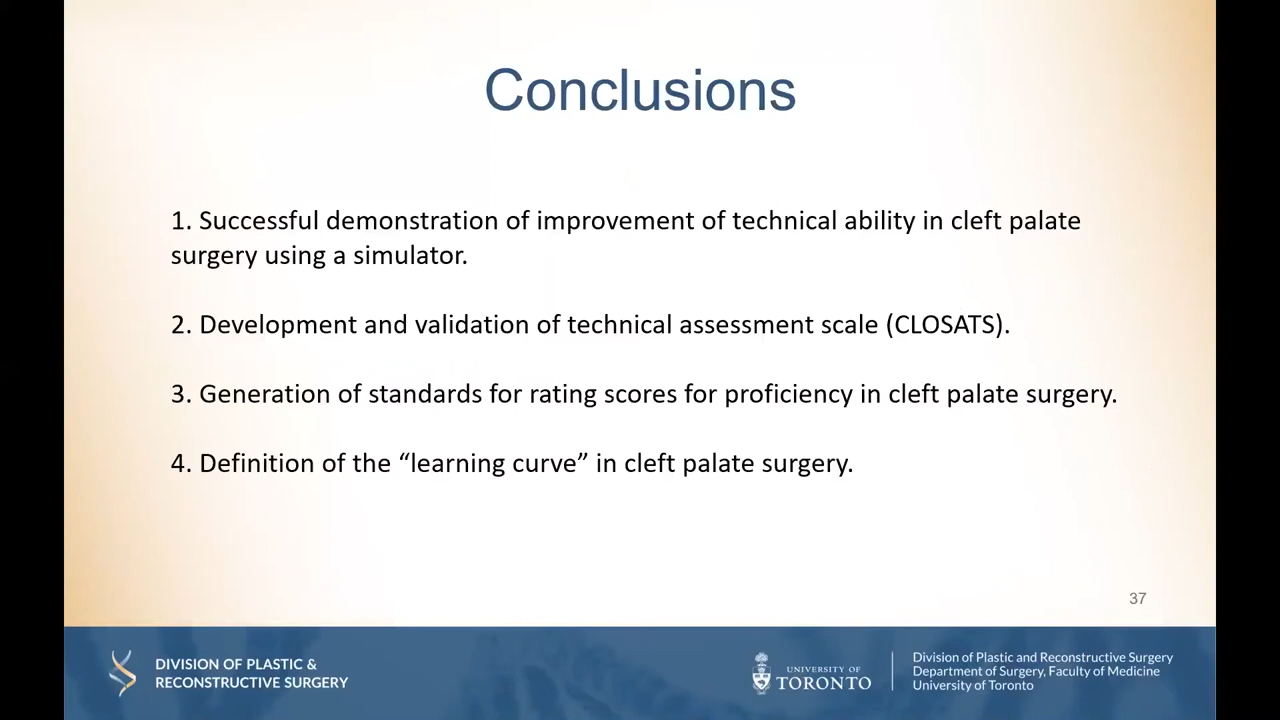 Conclusions
1. Successful demonstration of improvement of technical ability in cleft palate
surgery using a simulator.
2. Development and validation of technical assessment scale (CLOSATS).
3. Generation of standards for rating scores for proficiency in cleft palate surgery.
4. Definition of the “learning curve” in cleft palate surgery.
37
DIVISION OF PLASTIC &
RECONSTRUCTIVE SURGERY
UNIVERSITY OF
TORONTO
Division of Plastic and Reconstructive Surgery
Department of Surgery, Faculty of Medicine
University of Toronto